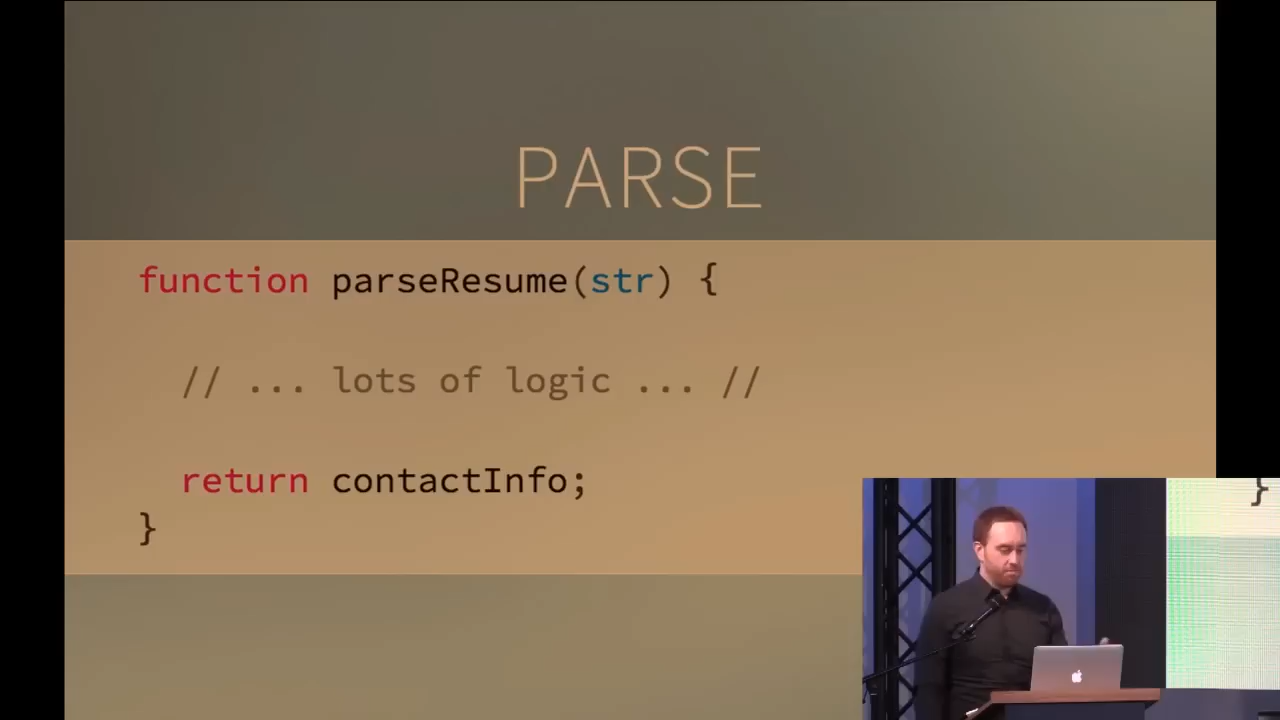 PARSE
function parseResume(str) {
// ... lots of logic ... //
return contactInfo;
}
}